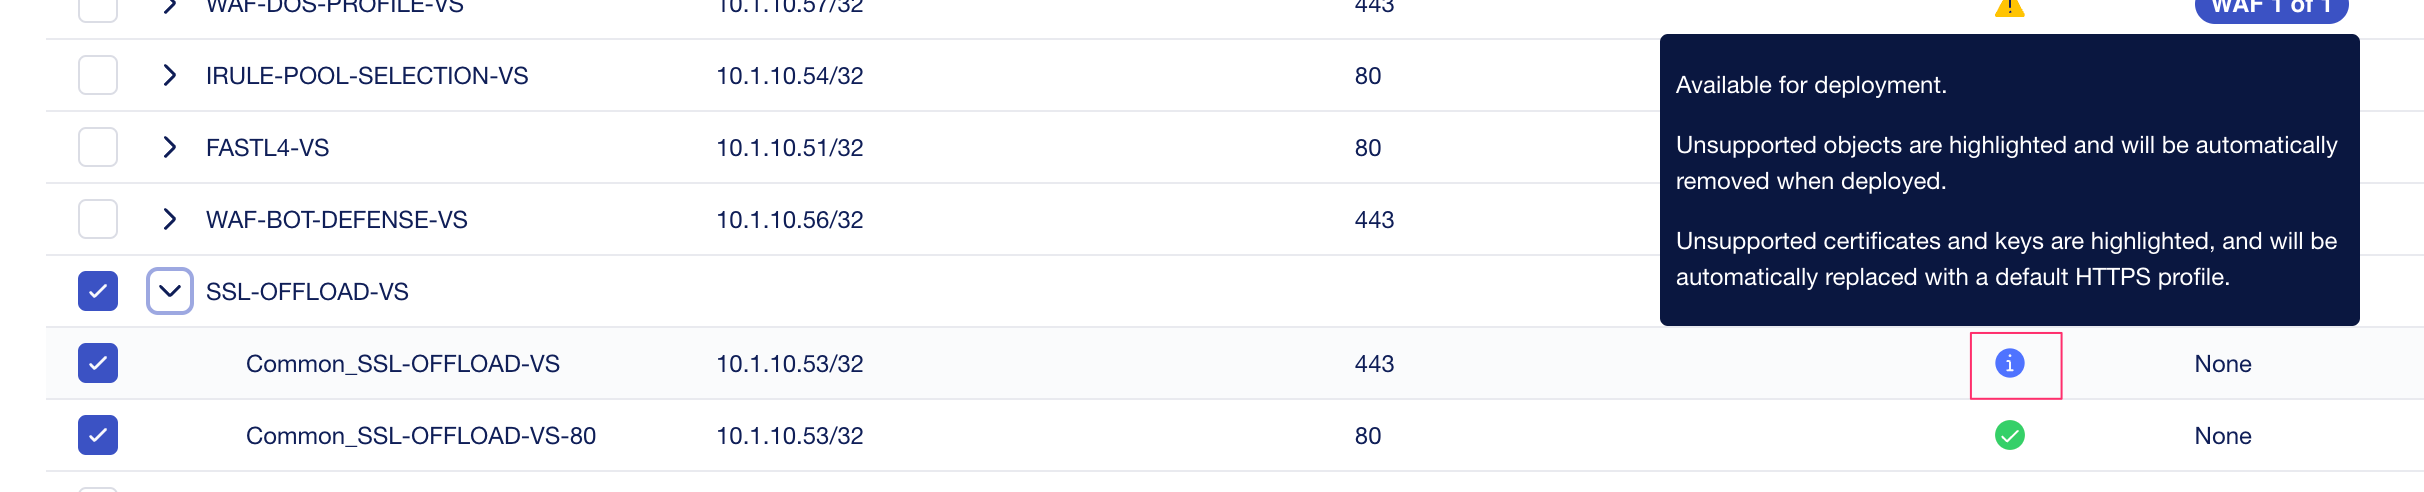 WAF-DOS-PROFILE-VS 10.1.10.57/32 443 WAF 1 of 1
IRULE-POOL-SELECTION-VS 10.1.10.54/32 80
FASTL4-VS 10.1.10.51/32 80
WAF-BOT-DEFENSE-VS 10.1.10.56/32 443
Available for deployment.
Unsupported objects are highlighted and will be automatically
removed when deployed.
Unsupported certificates and keys are highlighted, and will be
automatically replaced with a default HTTPS profile.
SSL-OFFLOAD-VS
Common_SSL-OFFLOAD-VS 10.1.10.53/32 443 None
Common_SSL-OFFLOAD-VS-80 10.1.10.53/32 80 None